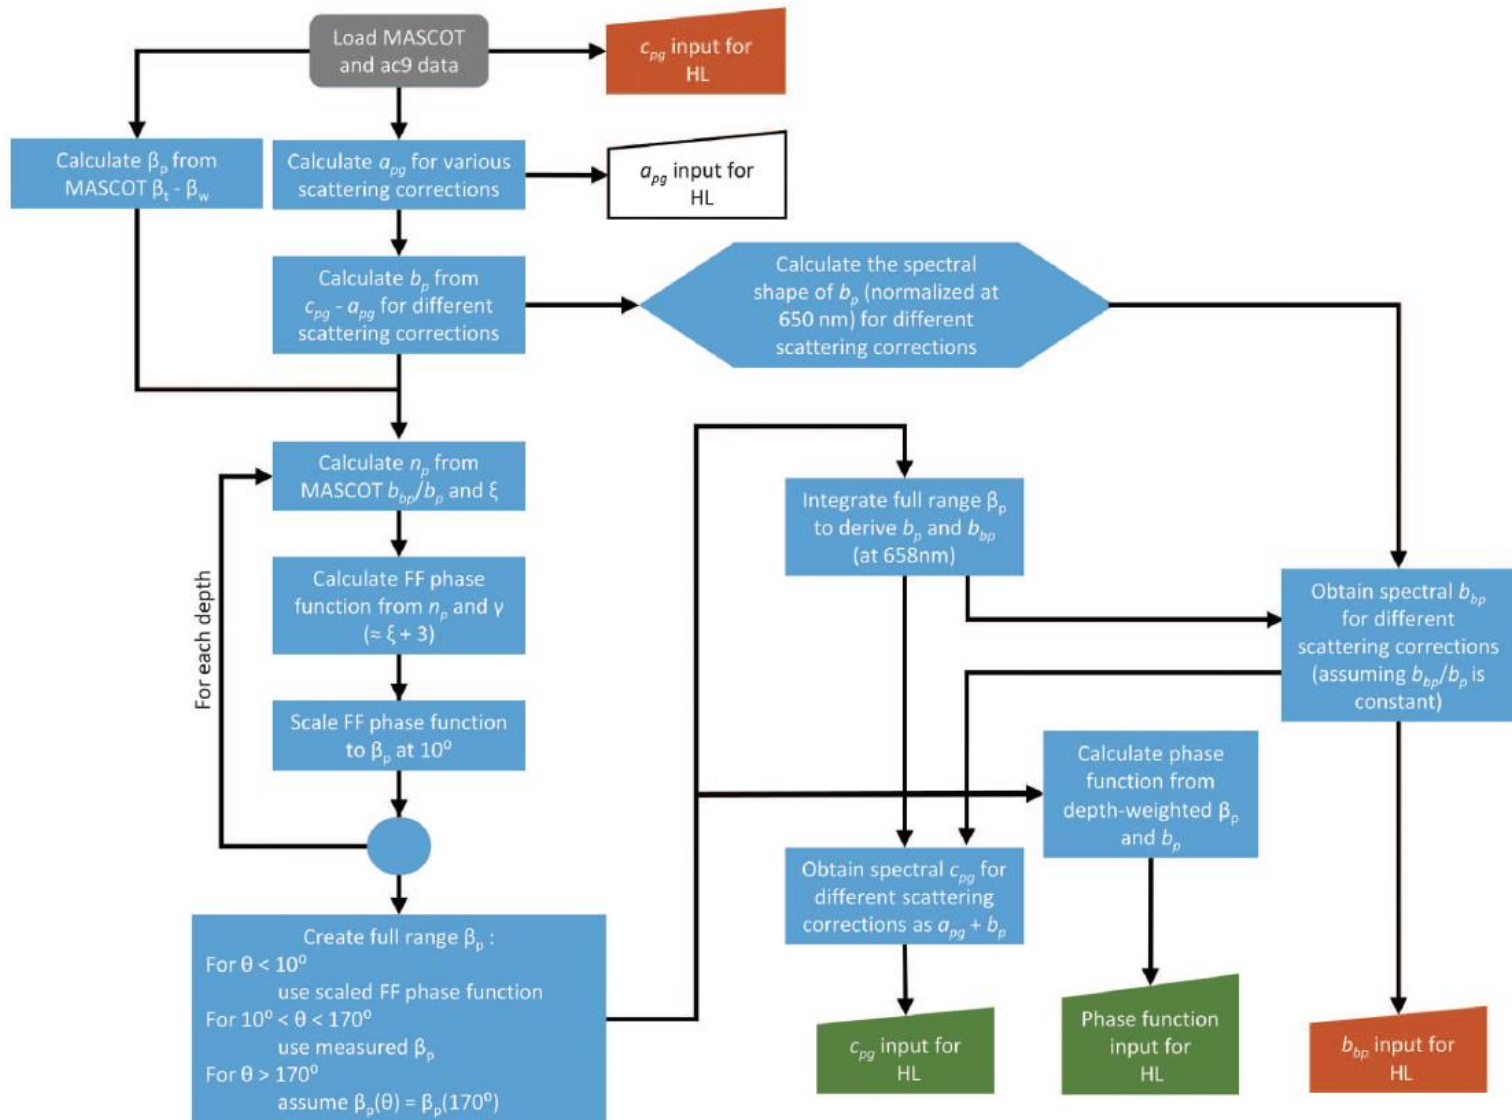 Load MASCOT
and ac9 data
c_pg input for
HL
Calculate β_p from
MASCOT β_t - β_w
Calculate a_pg for various
scattering corrections
a_pg input for
HL
Calculate b_p from
c_pg - a_pg for different
scattering corrections
Calculate the spectral
shape of b_p (normalized at
650 nm) for different
scattering corrections
Calculate n_p from
MASCOT b_bp/b_p and ξ
For each depth
Calculate FF phase
function from n_p and γ
(≈ ξ + 3)
Scale FF phase function
to β_p at 10⁰
Create full range β_p :
For θ < 10⁰
use scaled FF phase function
For 10⁰ < θ < 170⁰
use measured β_p
For θ > 170⁰
assume β_p(θ) = β_p(170⁰)
Integrate full range β_p
to derive b_p and b_bp
(at 658nm)
Obtain spectral b_bp
for different
scattering corrections
(assuming b_bp/b_p is
constant)
Calculate phase
function from
depth-weighted β_p
and b_p
Obtain spectral c_pg for
different scattering
corrections as a_pg + b_p
c_pg input for
HL
Phase function
input for
HL
b_bp input for
HL